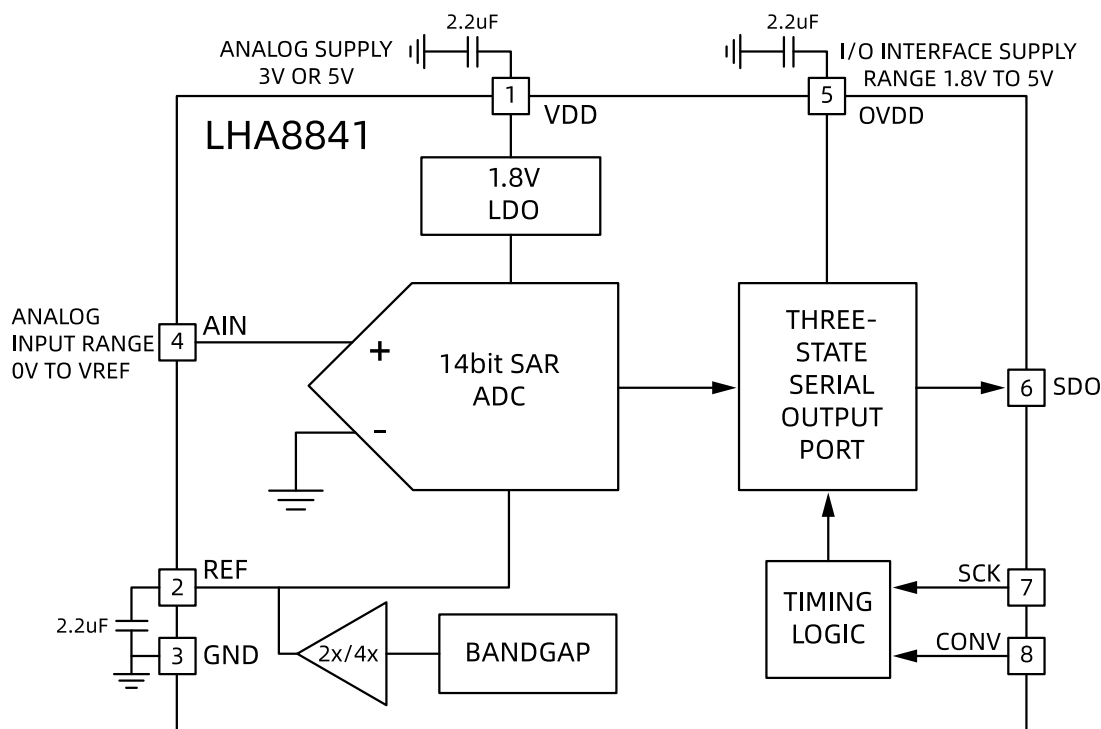 2.2uF
2.2uF
ANALOG SUPPLY
3V OR 5V
I/O INTERFACE SUPPLY
RANGE 1.8V TO 5V
1
5
VDD
OVDD
LHA8841
1.8V
LDO
ANALOG
INPUT RANGE
0V TO VREF
4
AIN
+
-
14bit SAR
ADC
THREE-
STATE
SERIAL
OUTPUT
PORT
6
SDO
2
REF
2.2uF
3
GND
2x/4x
BANDGAP
TIMING
LOGIC
SCK
7
CONV
8